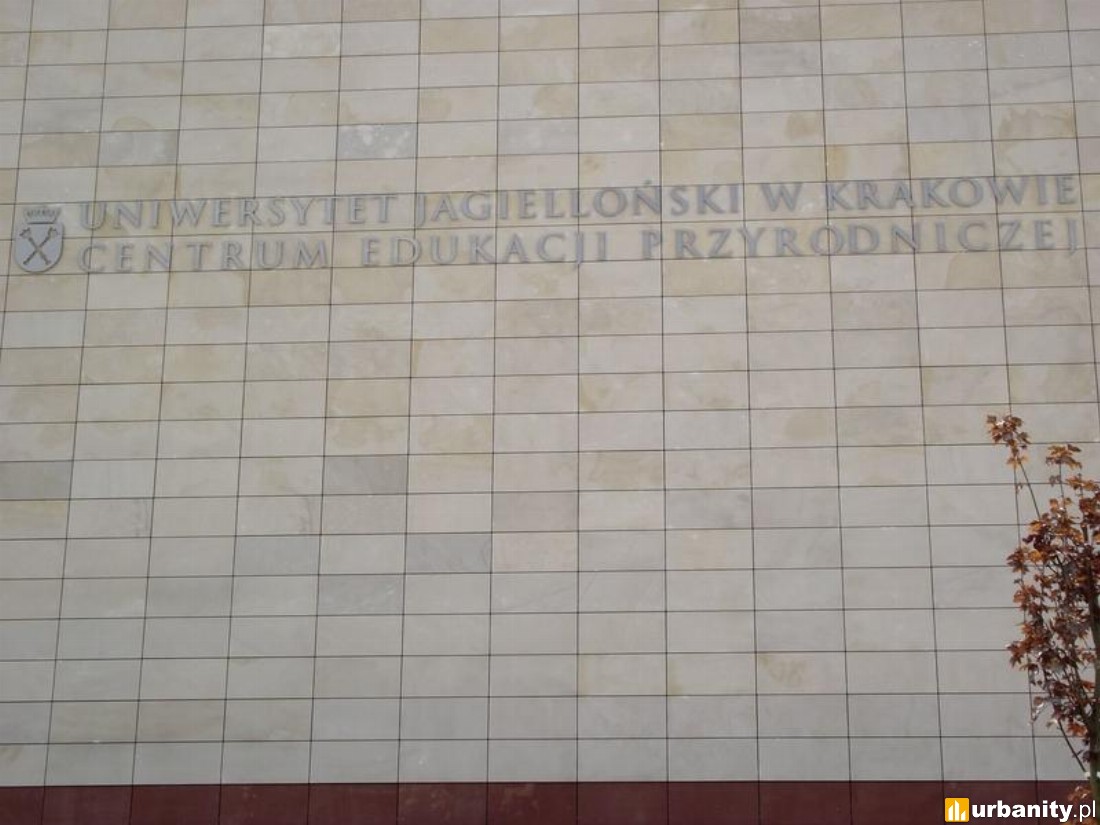 UNIWERSYTET JAGIELLOŃSKI W KRAKOWIE
CENTRUM EDUKACJI PRZYRODNICZEJ
urbanity.pl